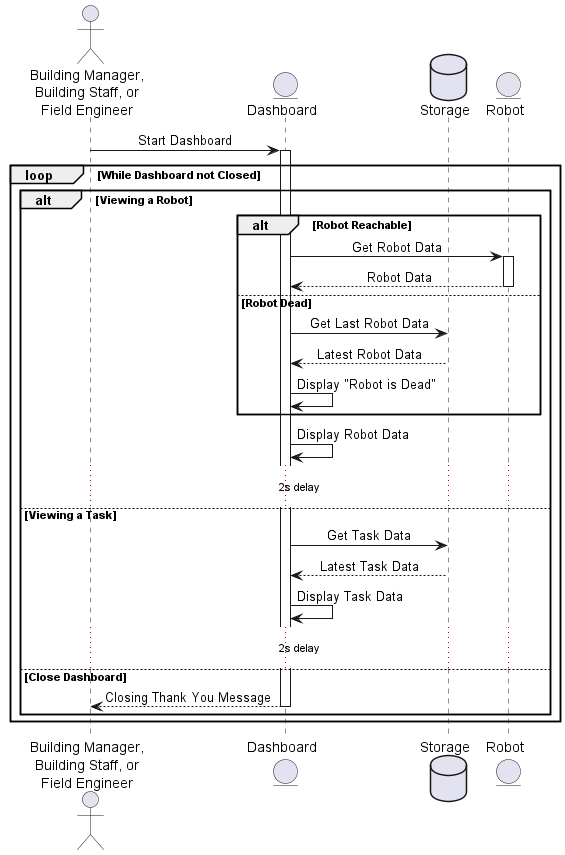 Building Manager,
Building Staff, or
Field Engineer
Dashboard
Storage
Robot
Start Dashboard
loop
[While Dashboard not Closed]
alt
[Viewing a Robot]
alt
[Robot Reachable]
Get Robot Data
Robot Data
[Robot Dead]
Get Last Robot Data
Latest Robot Data
Display "Robot is Dead"
Display Robot Data
2s delay
[Viewing a Task]
Get Task Data
Latest Task Data
Display Task Data
2s delay
[Close Dashboard]
Closing Thank You Message
Building Manager,
Building Staff, or
Field Engineer
Dashboard
Storage
Robot